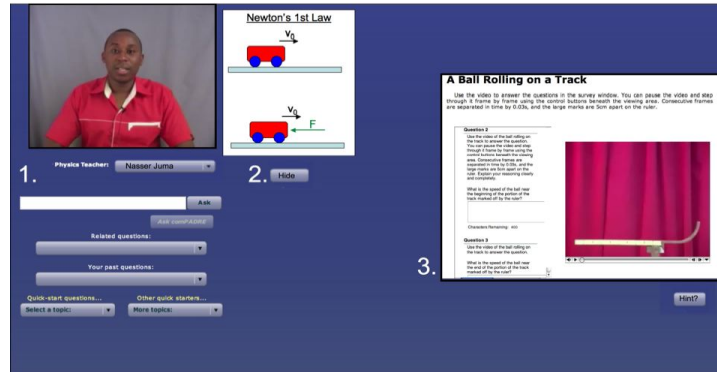 Physics Teacher:
Nasser Juma
1.
Ask
Related questions:
Your past questions:
Quick-start questions...
Other quick starters...
Select a topic:
More topics:
Newton's 1st Law
v0
v0
F
2.
Hide
3.
A Ball Rolling on a Track
Use the video to answer the questions in the survey window. You can pause the video and step
through it frame by frame using the control buttons beneath the viewing area. Consecutive frames
are separated in time by 0.03s, and the large marks are 5cm apart on the ruler.
Question 2
Use the video of the ball rolling on
the track to answer the question.
You can pause the video and step
through it frame by frame using the
control buttons beneath the viewing
area. Consecutive frames are
large marks are 5cm apart on the
ruler. Explain your reasoning clearly
and completely.
What is the speed of the ball near
the beginning of the portion of the
track marked off by the ruler?
Characters Remaining:
Question 3
Use the video of the ball rolling on
the track to answer the question.
What is the speed of the ball near
the end of the portion of the track
marked off by the ruler?
Hint?